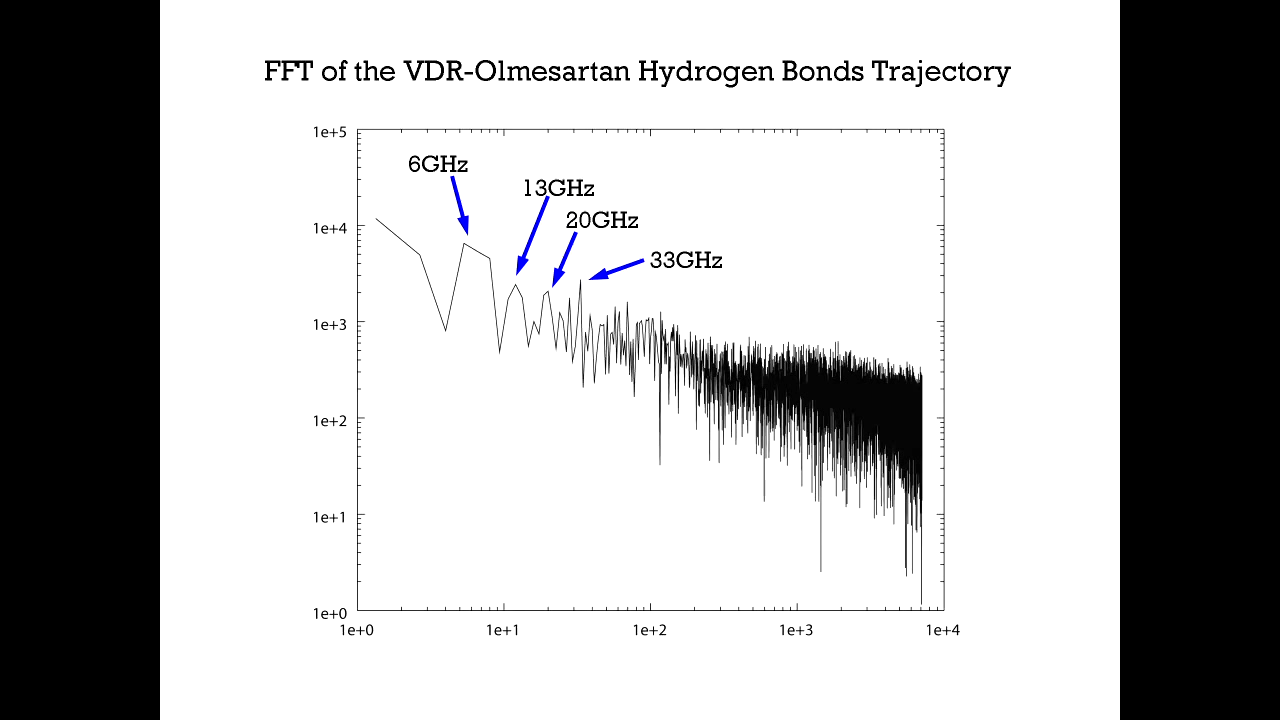 FFT of the VDR-Olmesartan Hydrogen Bonds Trajectory
1e+5
6GHz
13GHz
20GHz
1e+4
33GHz
1e+3
1e+2
1e+1
1e+0
1e+0 1e+1 1e+2 1e+3 1e+4